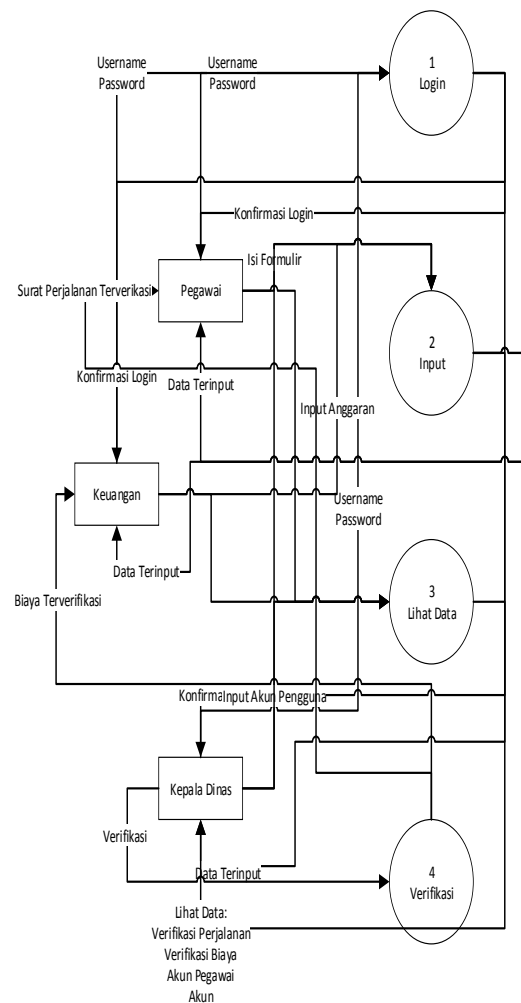 Username
Password
Username
Password
1
Login
Konfirmasi Login
Isi Formulir
Surat Perjalanan Terverikasi
Pegawai
2
Input
Konfirmasi Login
Data Terinput
Input Anggaran
Keuangan
Username
Password
Data Terinput
Biaya Terverifikasi
3
Lihat Data
Konfirma
Input Akun Pengguna
Kepala Dinas
Verifikasi
Data Terinput
4
Verifikasi
Lihat Data:
Verifikasi Perjalanan
Verifikasi Biaya
Akun Pegawai
Akun